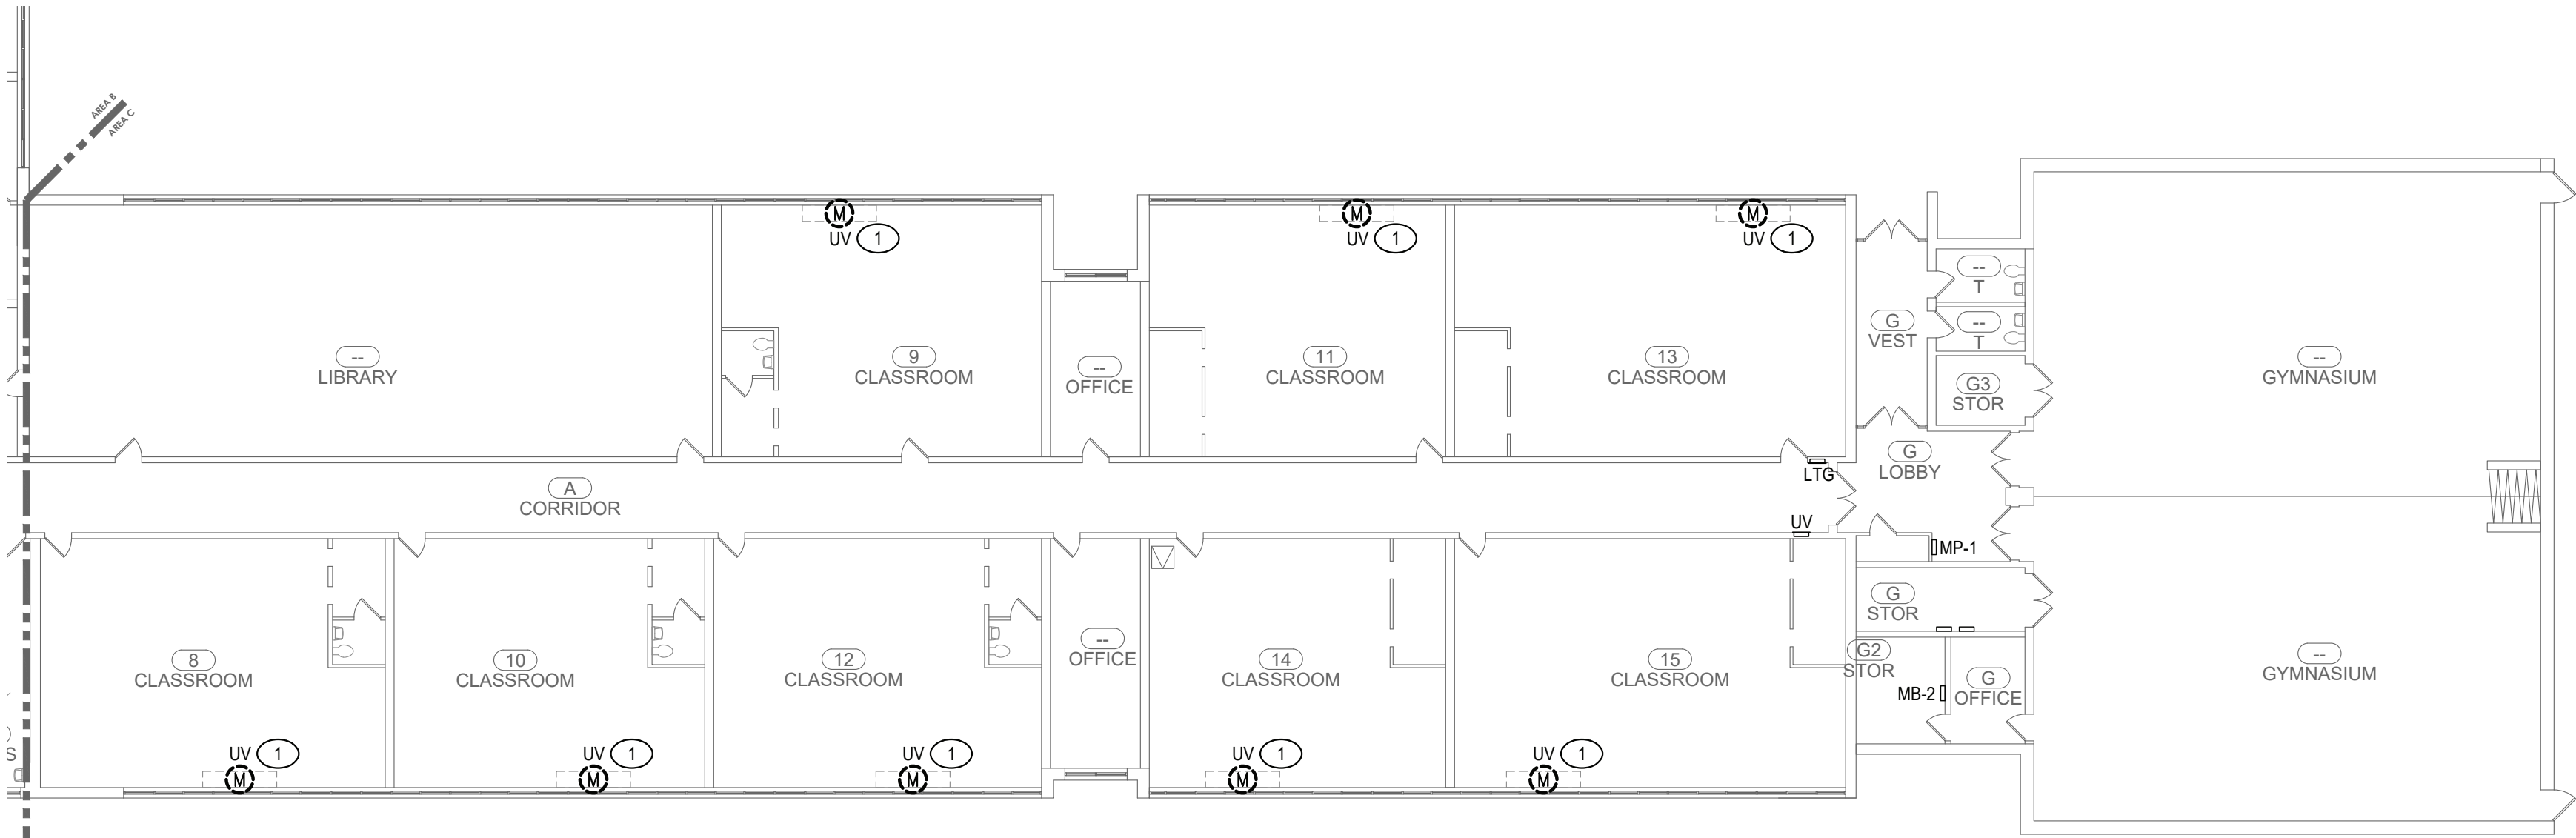 AREA B
AREA C
M
UV 1
M
UV 1
M
UV 1
--
LIBRARY
9
CLASSROOM
--
OFFICE
11
CLASSROOM
13
CLASSROOM
G
VEST
--
T
--
T
G3
STOR
--
GYMNASIUM
A
CORRIDOR
LTG
G
LOBBY
UV
MP-1
G
STOR
8
CLASSROOM
10
CLASSROOM
12
CLASSROOM
--
OFFICE
14
CLASSROOM
15
CLASSROOM
G2
STOR
MB-2
G
OFFICE
--
GYMNASIUM
S
UV 1
M
UV 1
M
UV 1
M
UV 1
M
UV 1
M